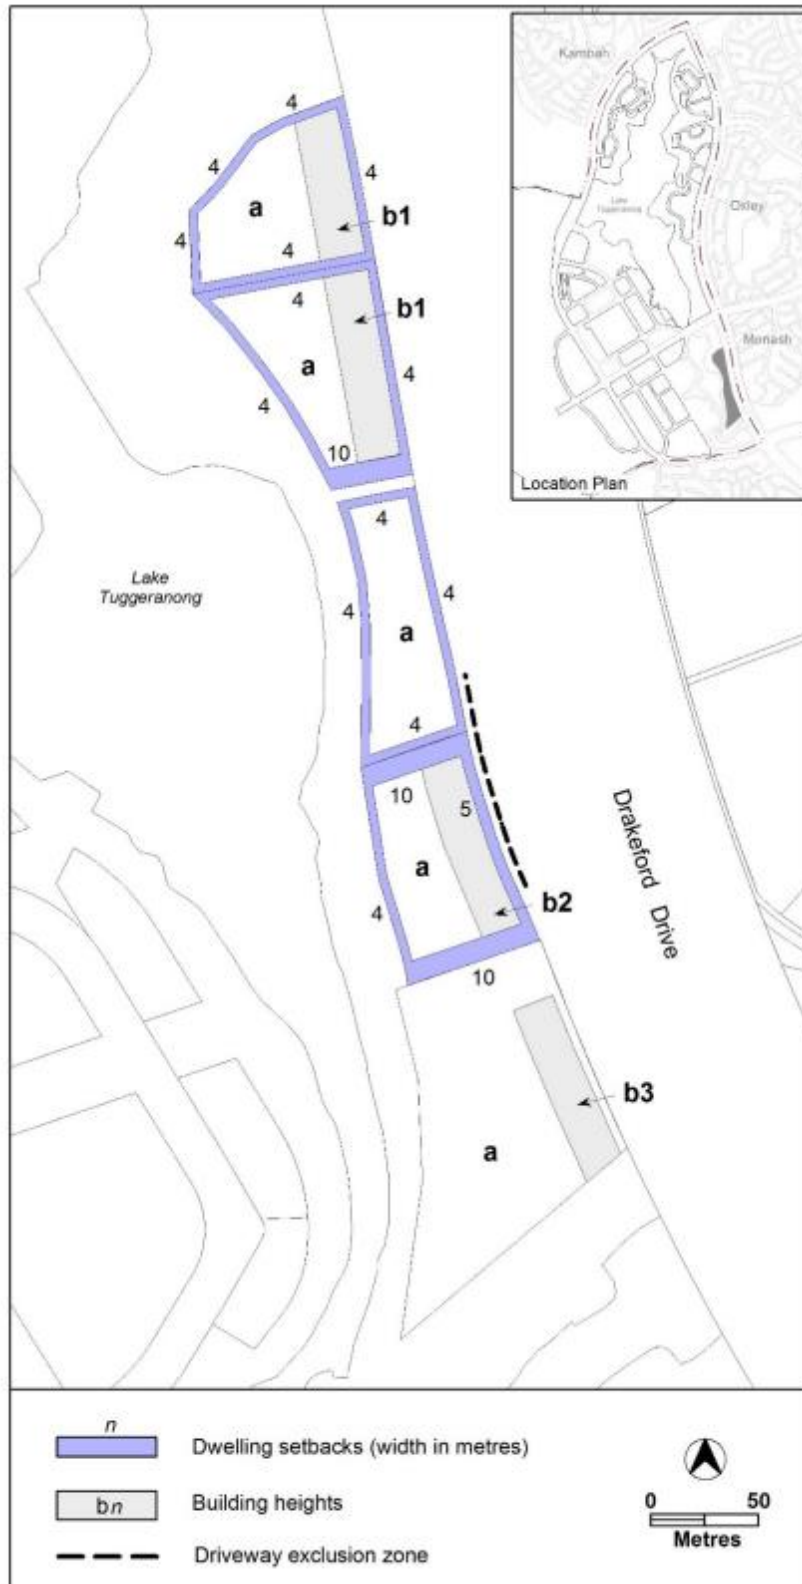 Kambah
Lake
Tuggeranong
Oxley
Monash
Location Plan
4
4
4
4
a
b1
4
4
b1
a
4
4
10
4
4
4
a
4
Lake
Tuggeranong
10
5
a
b2
4
10
Drakeford Drive
b3
a
n
Dwelling setbacks (width in metres)
bn
Building heights
Driveway exclusion zone
0 50
Metres